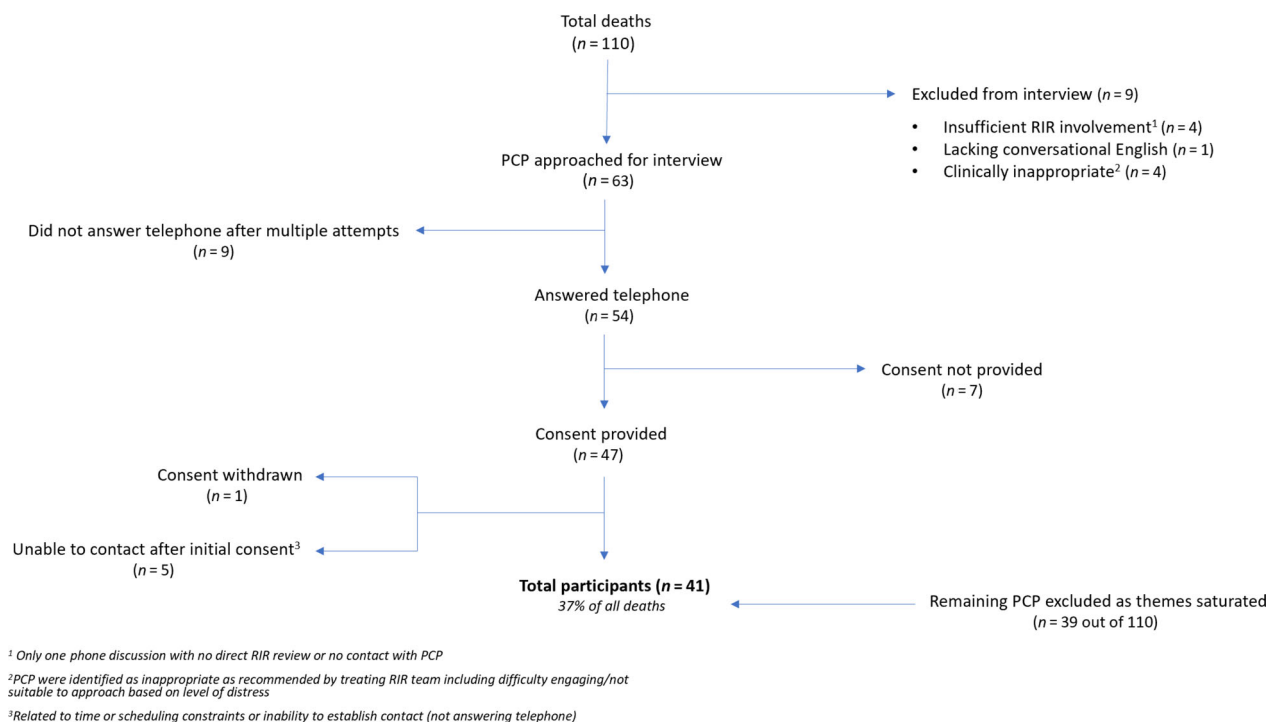 Total deaths
(n = 110)
Excluded from interview (n = 9)
• Insufficient RIR involvement¹ (n = 4)
• Lacking conversational English (n = 1)
• Clinically inappropriate² (n = 4)
PCP approached for interview
(n = 63)
Did not answer telephone after multiple attempts
(n = 9)
Answered telephone
(n = 54)
Consent not provided
(n = 7)
Consent provided
(n = 47)
Consent withdrawn
(n = 1)
Unable to contact after initial consent³
(n = 5)
Total participants (n = 41)
37% of all deaths
Remaining PCP excluded as themes saturated
(n = 39 out of 110)
¹ Only one phone discussion with no direct RIR review or no contact with PCP
²PCP were identified as inappropriate as recommended by treating RIR team including difficulty engaging/not
suitable to approach based on level of distress
³Related to time or scheduling constraints or inability to establish contact (not answering telephone)